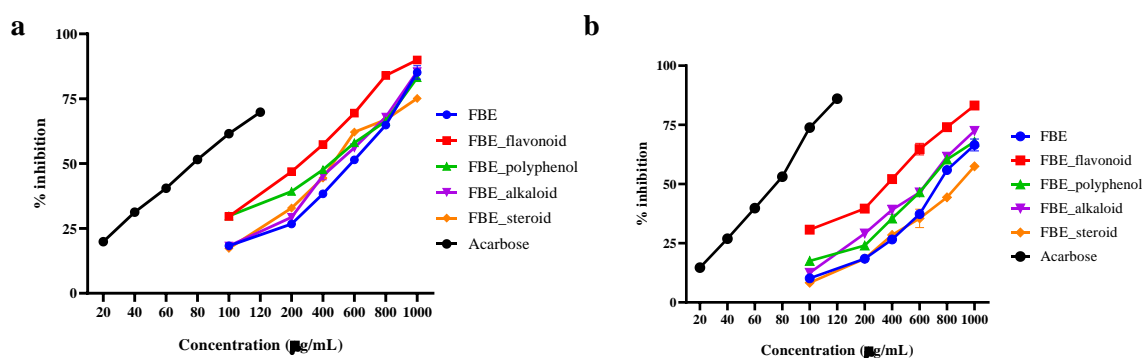 a
100
75
50
25
0
% inhibition
20 40 60 80 100 120 200 400 600 800 1000
Concentration (µg/mL)
FBE
FBE_flavonoid
FBE_polyphenol
FBE_alkaloid
FBE_steroid
Acarbose
b
100
75
50
25
0
% inhibition
20 40 60 80 100 120 200 400 600 800 1000
Concentration (µg/mL)
FBE
FBE_flavonoid
FBE_polyphenol
FBE_alkaloid
FBE_steroid
Acarbose